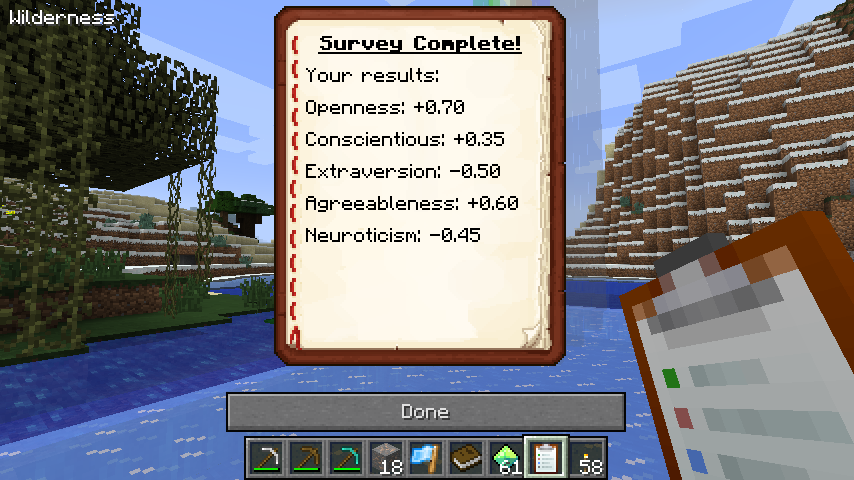 Wilderness
Survey Complete!
Your results:
Openness: +0.70
Conscientious: +0.35
Extraversion: -0.50
Agreeableness: +0.60
Neuroticism: -0.45
Done
18
61
58